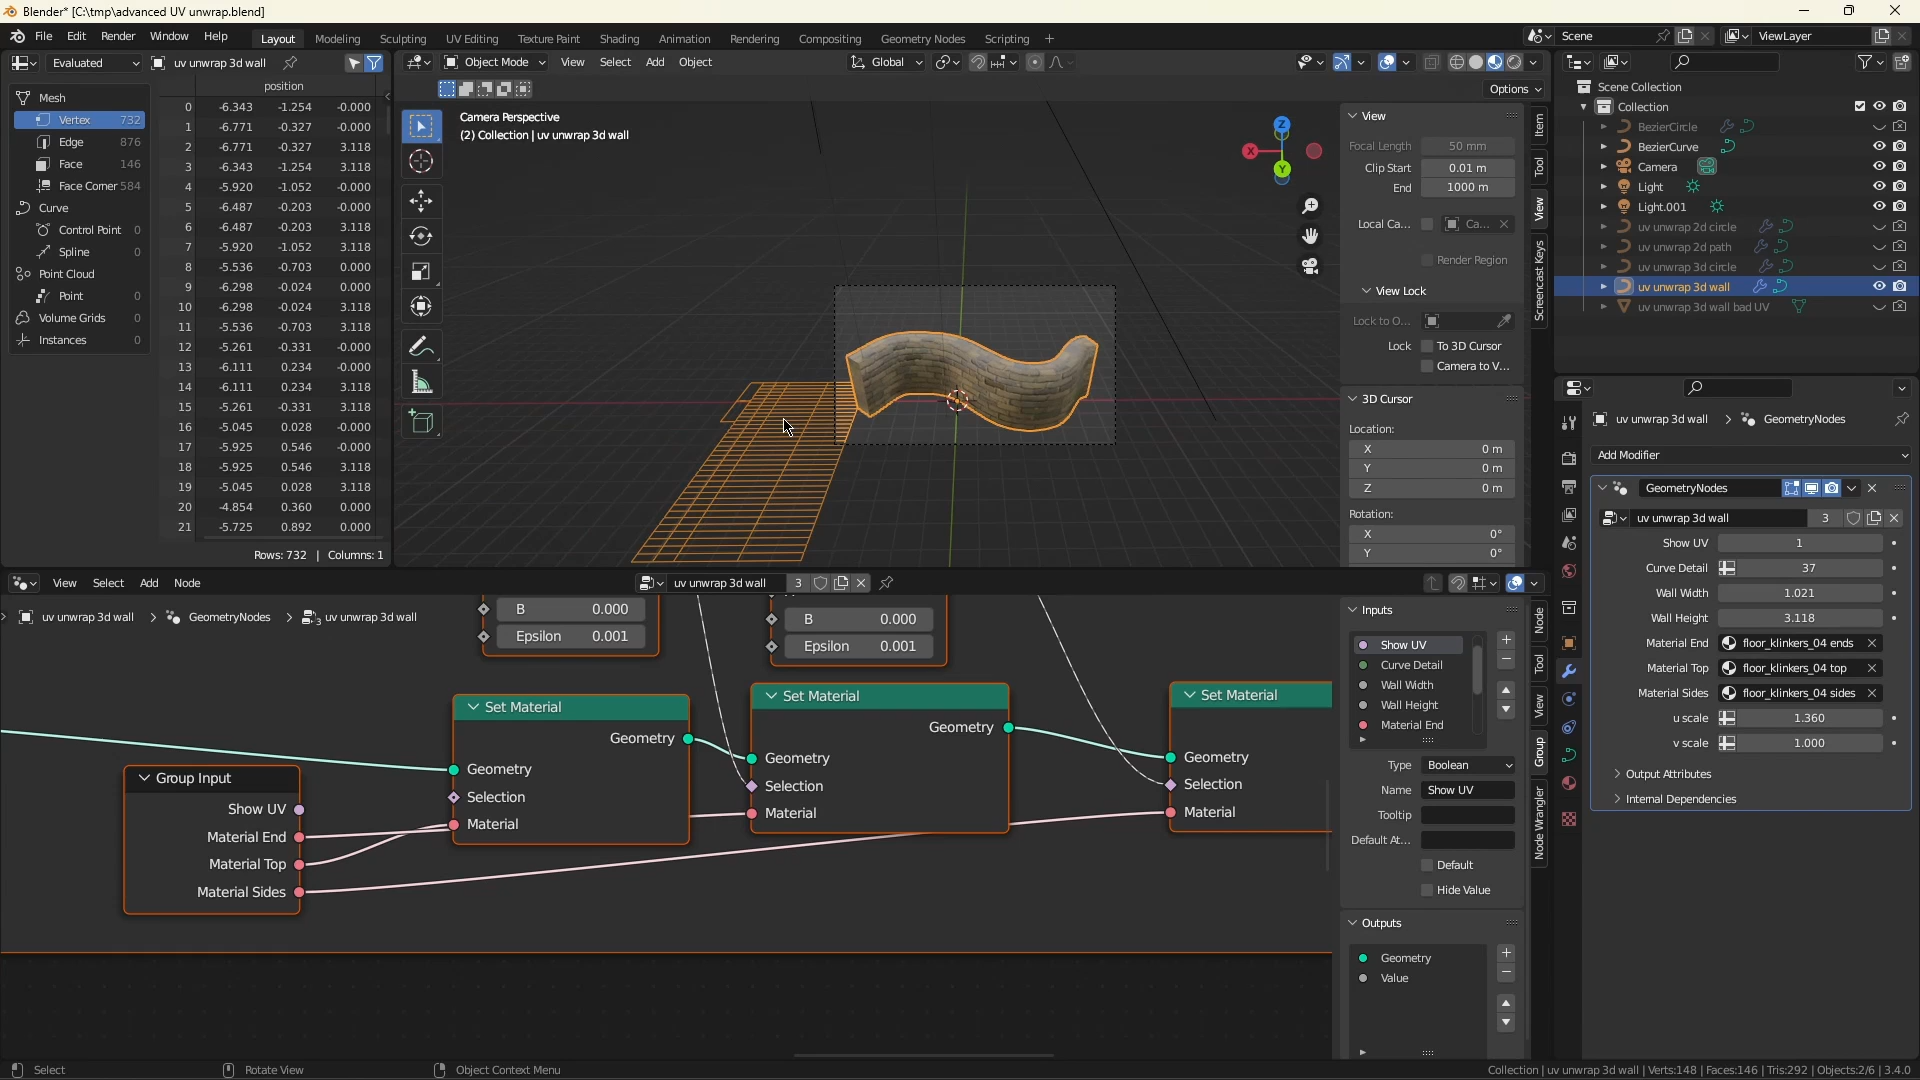 Blender* [C:\tmp\advanced UV unwrap.blend]
File Edit Render Window Help
Layout Modeling Sculpting UV Editing Texture Paint Shading Animation Rendering Compositing Geometry Nodes Scripting +
Scene
ViewLayer
Evaluated
uv unwrap 3d wall
position
Mesh
Vertex 732
Edge 876
Face 146
Face Corner 584
Curve
Control Point 0
Spline 0
Point Cloud
Point 0
Volume Grids 0
Instances 0
0 -6.343 -1.254 -0.000
1 -6.771 -0.327 -0.000
2 -6.771 -0.327 3.118
3 -6.343 -1.254 3.118
4 -5.920 -1.052 -0.000
5 -6.487 -0.203 -0.000
6 -6.487 -0.203 3.118
7 -5.920 -1.052 3.118
8 -5.536 -0.703 0.000
9 -6.298 -0.024 0.000
10 -6.298 -0.024 3.118
11 -5.536 -0.703 3.118
12 -5.261 -0.331 -0.000
13 -6.111 0.234 -0.000
14 -6.111 0.234 3.118
15 -5.261 -0.331 3.118
16 -5.045 0.028 -0.000
17 -5.925 0.546 -0.000
18 -5.925 0.546 3.118
19 -5.045 0.028 3.118
20 -4.854 0.360 0.000
21 -5.725 0.892 0.000
Rows: 732 | Columns: 1
Object Mode View Select Add Object
Global
Options
Camera Perspective
(2) Collection | uv unwrap 3d wall
Z
X
Y
View
Focal Length 50 mm
Clip Start 0.01 m
End 1000 m
Local Ca... Ca...
Render Region
View Lock
Lock to O...
Lock To 3D Cursor
Camera to V...
3D Cursor
Location:
X 0 m
Y 0 m
Z 0 m
Rotation:
X 0°
Y 0°
Item
Tool
View
Screencast Keys
Scene Collection
Collection
BezierCircle
BezierCurve
Camera
Light
Light.001
uv unwrap 2d circle
uv unwrap 2d path
uv unwrap 3d circle
uv unwrap 3d wall
uv unwrap 3d wall bad UV
uv unwrap 3d wall
GeometryNodes
Add Modifier
GeometryNodes
uv unwrap 3d wall 3
Show UV 1
Curve Detail 37
Wall Width 1.021
Wall Height 3.118
Material End floor_klinkers_04 ends
Material Top floor_klinkers_04 top
Material Sides floor_klinkers_04 sides
u scale 1.360
v scale 1.000
Output Attributes
Internal Dependencies
View Select Add Node
uv unwrap 3d wall 3
uv unwrap 3d wall
GeometryNodes
3 uv unwrap 3d wall
B 0.000
Epsilon 0.001
B 0.000
Epsilon 0.001
Group Input
Show UV
Material End
Material Top
Material Sides
Set Material
Geometry
Geometry
Selection
Material
Set Material
Geometry
Geometry
Selection
Material
Set Material
Geometry
Selection
Material
Inputs
Show UV
Curve Detail
Wall Width
Wall Height
Material End
Type Boolean
Name Show UV
Tooltip
Default At...
Default
Hide Value
Outputs
Geometry
Value
Node
Tool
View
Group
Node Wrangler
Select
Rotate View
Object Context Menu
Collection | uv unwrap 3d wall | Verts:148 | Faces:146 | Tris:292 | Objects:2/6 | 3.4.0